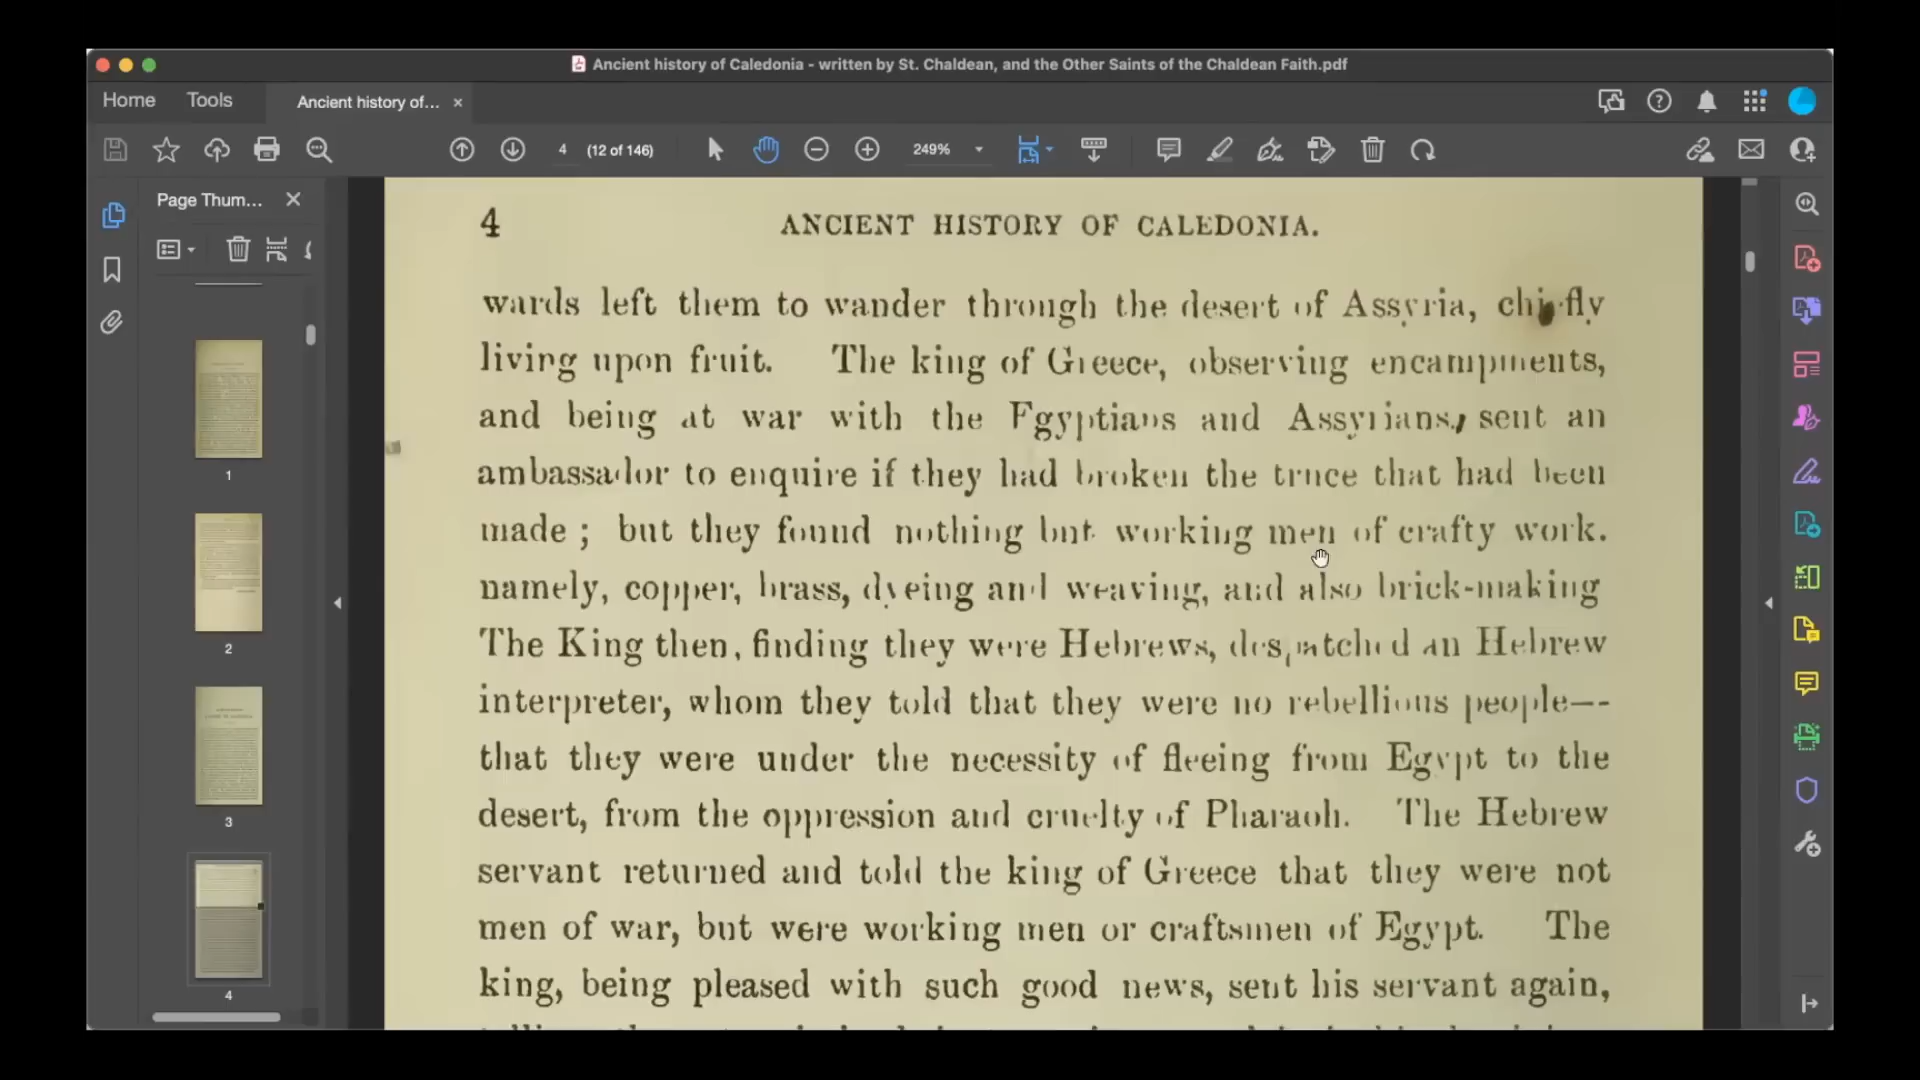 Ancient history of Caledonia - written by St. Chaldean, and the Other Saints of the Chaldean Faith.pdf
Home Tools Ancient history of... ×
4 (12 of 146) 249%
Page Thum...
1
2
3
4
4 ANCIENT HISTORY OF CALEDONIA.
wards left them to wander through the desert of Assyria, chiefly
living upon fruit. The king of Greece, observing encampments,
and being at war with the Egyptians and Assyrians, sent an
ambassador to enquire if they had broken the truce that had been
made ; but they found nothing but working men of crafty work.
namely, copper, brass, dyeing and weaving, and also brick-making
The King then, finding they were Hebrews, despatched an Hebrew
interpreter, whom they told that they were no rebellious people--
that they were under the necessity of fleeing from Egypt to the
desert, from the oppression and cruelty of Pharaoh. The Hebrew
servant returned and told the king of Greece that they were not
men of war, but were working men or craftsmen of Egypt. The
king, being pleased with such good news, sent his servant again,